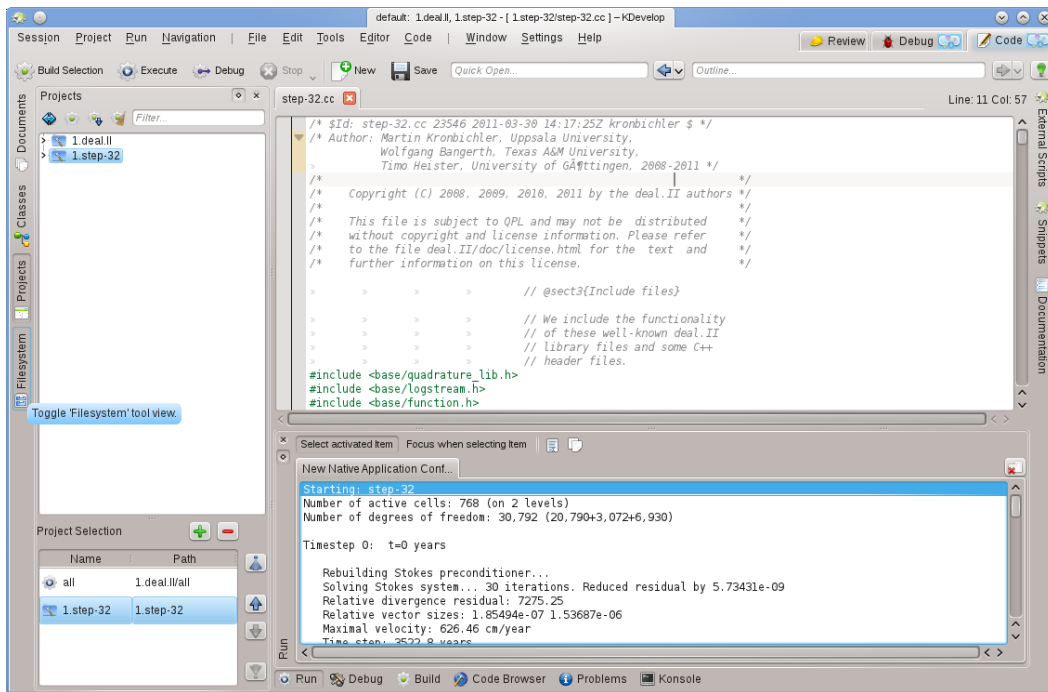 default: 1.deal.II, 1.step-32 - [ 1.step-32/step-32.cc ] – KDevelop
Session Project Run Navigation | File Edit Tools Editor Code | Window Settings Help
Review Debug Code
Build Selection Execute Debug Stop New Save Quick Open... Outline...
Documents
Classes
Projects
Filesystem
Projects
Filter...
1.deal.II
1.step-32
Toggle 'Filesystem' tool view.
Project Selection
Name Path
all 1.deal.II/all
1.step-32 1.step-32
step-32.cc
Line: 11 Col: 57
/* $Id: step-32.cc 23546 2011-03-30 14:17:25Z kronbichler $ */
/* Author: Martin Kronbichler, Uppsala University,
Wolfgang Bangerth, Texas A&M University,
» Timo Heister, University of GÃ¶ttingen, 2008-2011 */
/* */
/* Copyright (C) 2008, 2009, 2010, 2011 by the deal.II authors */
/* */
/* This file is subject to QPL and may not be distributed */
/* without copyright and license information. Please refer */
/* to the file deal.II/doc/license.html for the text and */
/* further information on this license. */
» » » » // @sect3{Include files}
» » » » // We include the functionality
» » » » // of these well-known deal.II
» » » » // library files and some C++
» » » » // header files.
#include <base/quadrature_lib.h>
#include <base/logstream.h>
#include <base/function.h>
External Scripts
Snippets
Documentation
Select activated Item Focus when selecting Item
New Native Application Conf...
Starting: step-32
Number of active cells: 768 (on 2 levels)
Number of degrees of freedom: 30,792 (20,790+3,072+6,930)
Timestep 0: t=0 years
Rebuilding Stokes preconditioner...
Solving Stokes system... 30 iterations. Reduced residual by 5.73431e-09
Relative divergence residual: 7275.25
Relative vector sizes: 1.85494e-07 1.53687e-06
Maximal velocity: 626.46 cm/year
Time step: 3522.8 years
Run
Run Debug Build Code Browser Problems Konsole